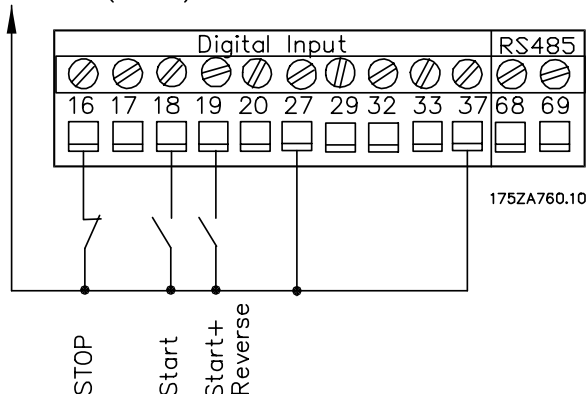 Digital Input RS485
16 17 18 19 20 27 29 32 33 37 68 69
175ZA760.10
STOP
Start
Start+
Reverse